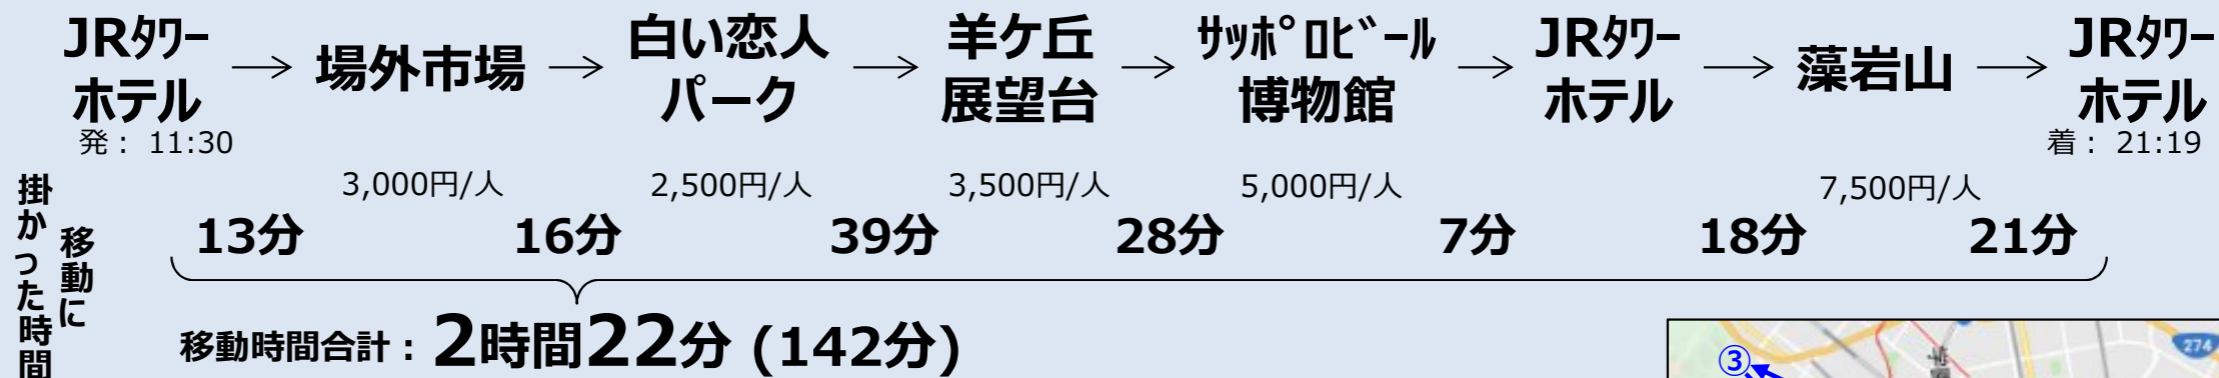 JRﾀﾜｰホテル → 場外市場 → 白い恋人パーク → 羊ケ丘展望台 → ｻｯﾎﾟﾛﾋﾞｰﾙ博物館 → JRﾀﾜｰホテル → 藻岩山 → JRﾀﾜｰホテル
発： 11:30
着： 21:19
3,000円/人 2,500円/人 3,500円/人 5,000円/人 7,500円/人
移動に
掛かった時間
13分 16分 39分 28分 7分 18分 21分
移動時間合計：2時間22分 (142分)
③
274